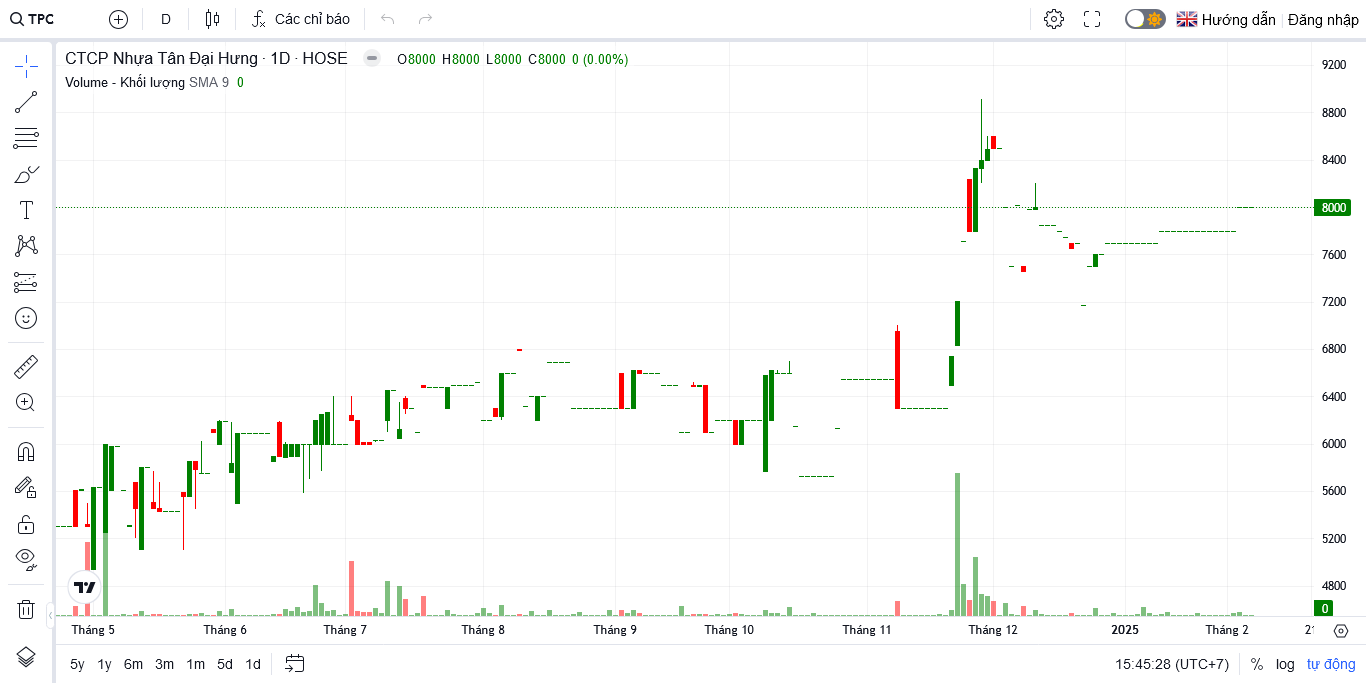 TPC D Các chỉ báo Hướng dẫn Đăng nhập
CTCP Nhựa Tân Đại Hưng · 1D · HOSE O8000 H8000 L8000 C8000 0 (0.00%)
Volume - Khối lượng SMA 9 0
9200
8800
8400
8000
7600
7200
6800
6400
6000
5600
5200
4800
0
Tháng 5 Tháng 6 Tháng 7 Tháng 8 Tháng 9 Tháng 10 Tháng 11 Tháng 12 2025 Tháng 2 21
5y 1y 6m 3m 1m 5d 1d 15:45:28 (UTC+7) % log tự động